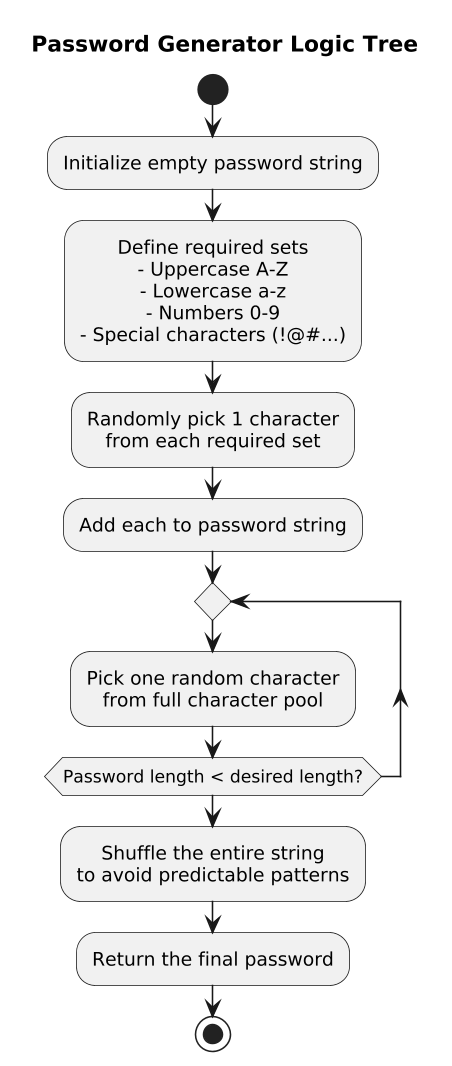 Password Generator Logic Tree
Initialize empty password string
Define required sets
- Uppercase A-Z
- Lowercase a-z
- Numbers 0-9
- Special characters (!@#...)
Randomly pick 1 character
from each required set
Add each to password string
Pick one random character
from full character pool
Password length < desired length?
Shuffle the entire string
to avoid predictable patterns
Return the final password